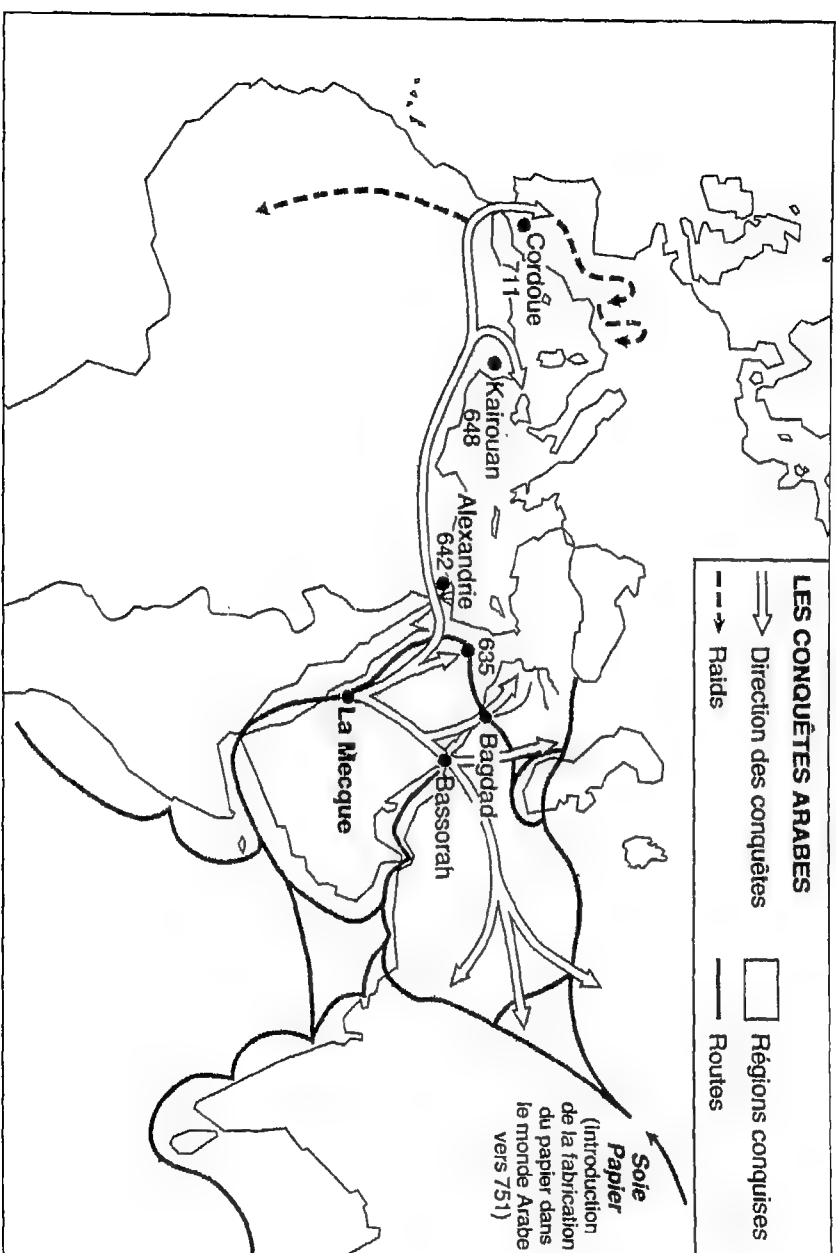 LES CONQUÊTES ARABES
Direction des conquêtes
Régions conquises
Raids
Routes
Cordoue
711
Kairouan
648
Alexandrie
642
635
Bagdad
Bassorah
La Mecque
Soie
Papier
(Introduction
de la fabrication
du papier dans
le monde Arabe
vers 751)